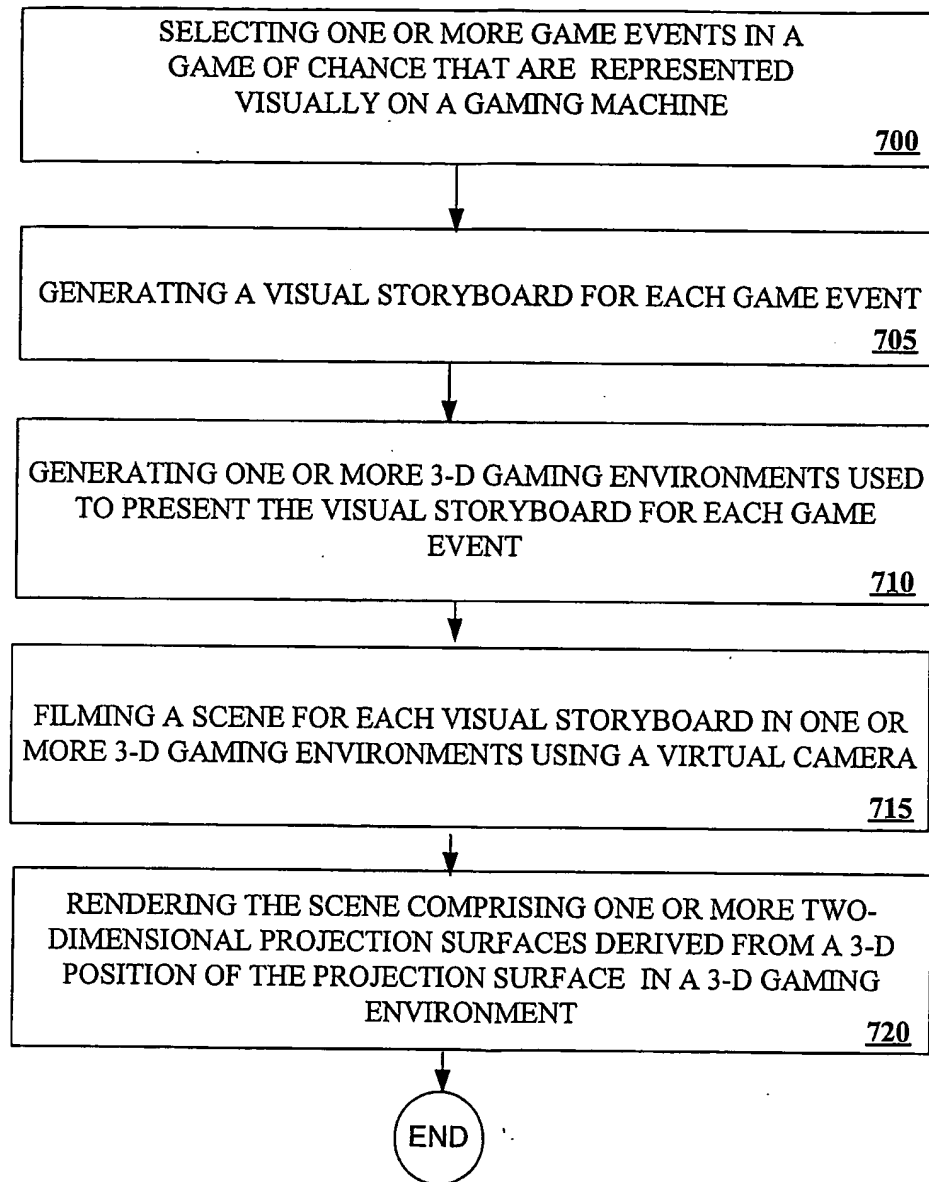 SELECTING ONE OR MORE GAME EVENTS IN A
GAME OF CHANCE THAT ARE REPRESENTED
VISUALLY ON A GAMING MACHINE
700
GENERATING A VISUAL STORYBOARD FOR EACH GAME EVENT
705
GENERATING ONE OR MORE 3-D GAMING ENVIRONMENTS USED
TO PRESENT THE VISUAL STORYBOARD FOR EACH GAME
EVENT
710
FILMING A SCENE FOR EACH VISUAL STORYBOARD IN ONE OR
MORE 3-D GAMING ENVIRONMENTS USING A VIRTUAL CAMERA
715
RENDERING THE SCENE COMPRISING ONE OR MORE TWO-
DIMENSIONAL PROJECTION SURFACES DERIVED FROM A 3-D
POSITION OF THE PROJECTION SURFACE IN A 3-D GAMING
ENVIRONMENT
720
END